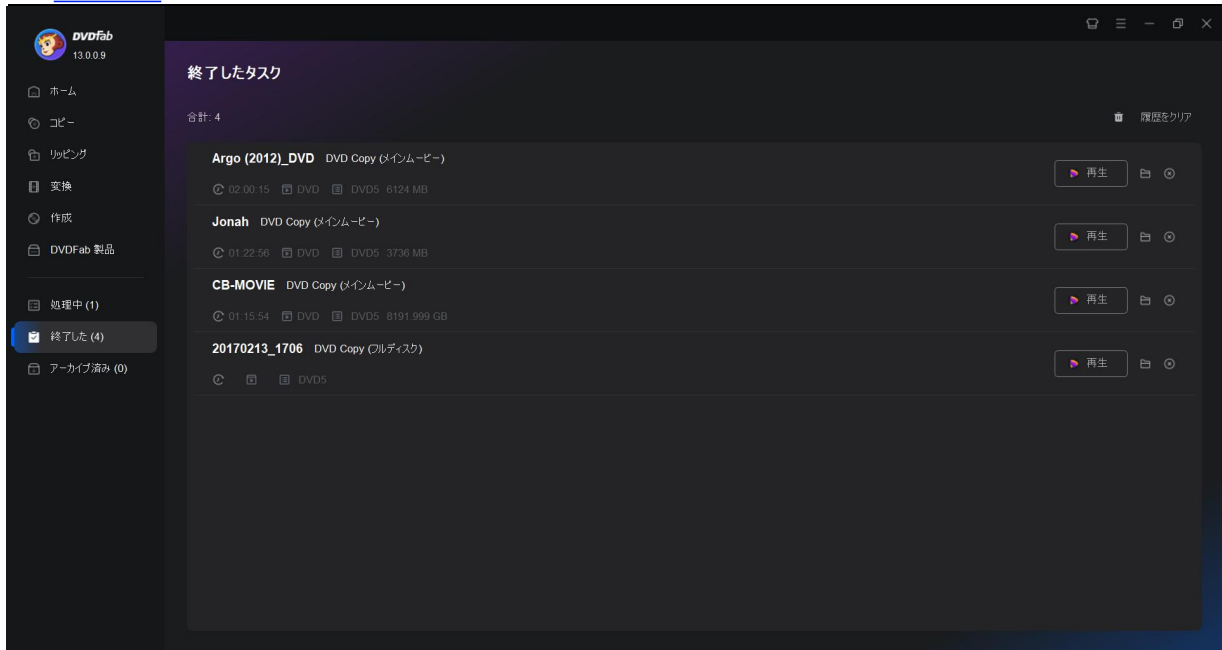 DVDFab
13.0.0.9
ホーム
コピー
リッピング
変換
作成
DVDFab 製品
処理中 (1)
終了した (4)
アーカイブ済み (0)
終了したタスク
合計: 4
履歴をクリア
Argo (2012)_DVD DVD Copy (メインムービー)
再生
02:00:15 DVD DVD5 6124 MB
Jonah DVD Copy (メインムービー)
再生
01:22:56 DVD DVD5 3736 MB
CB-MOVIE DVD Copy (メインムービー)
再生
01:15:54 DVD DVD5 8191.999 GB
20170213_1706 DVD Copy (フルディスク)
再生
DVD5